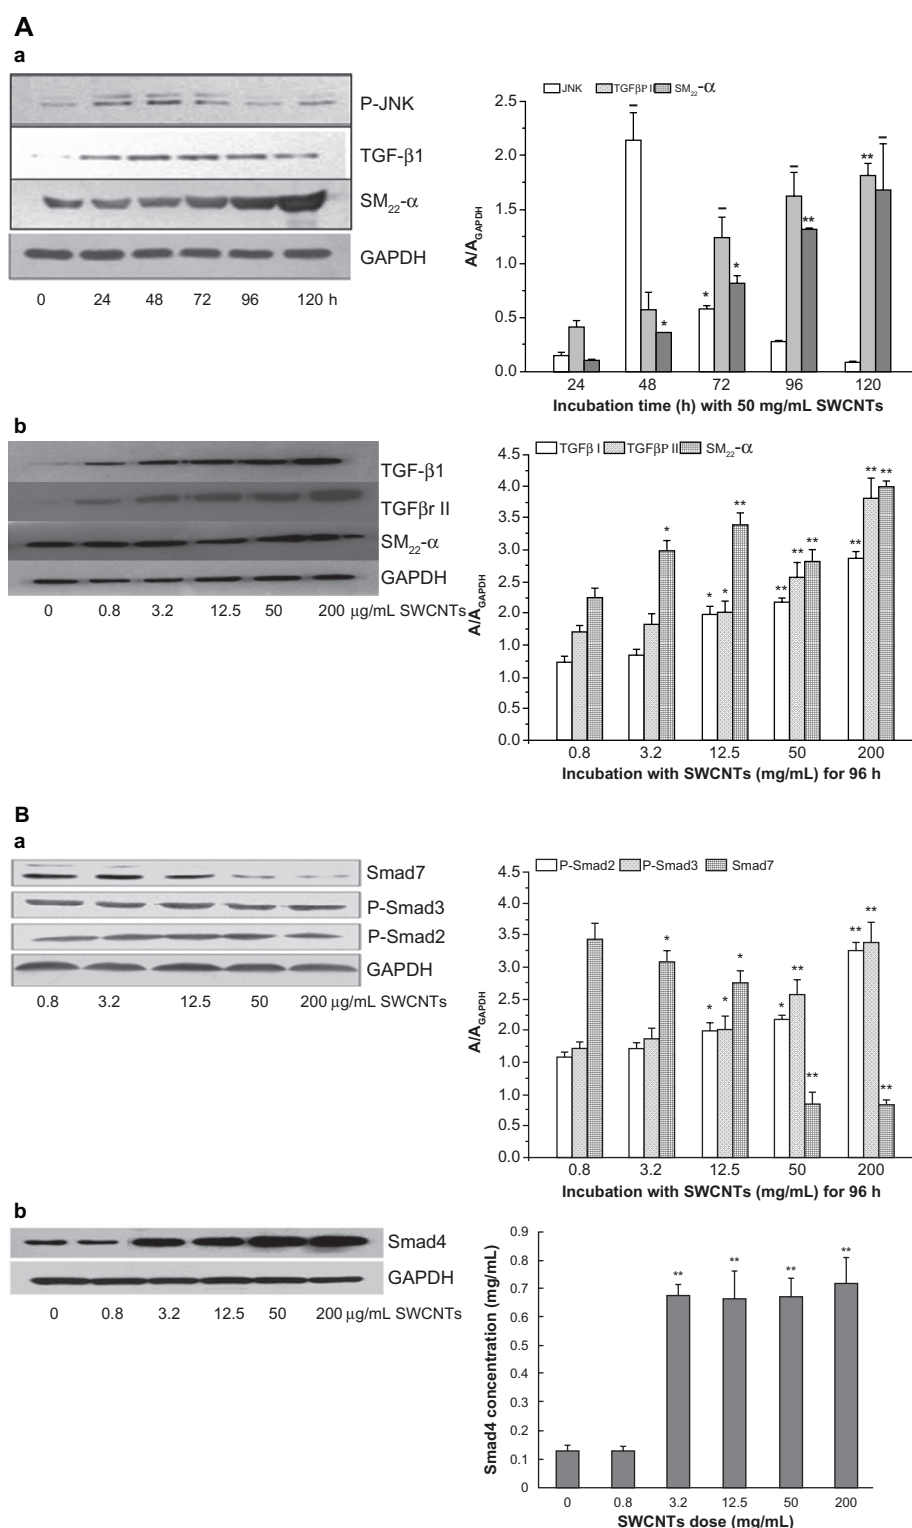 A
a
P-JNK
TGF-β1
SM22-α
GAPDH
0 24 48 72 96 120 h
JNK TGFβP II SM22-α
2.5
2.0
1.5
1.0
0.5
0.0
A/AGAPDH
– – – ** –
* * * **
24 48 72 96 120
Incubation time (h) with 50 mg/mL SWCNTs
b
TGF-β1
TGFβr II
SM22-α
GAPDH
0 0.8 3.2 12.5 50 200 μg/mL SWCNTs
TGFβ I TGFβP II SM22-α
4.5
4.0
3.5
3.0
2.5
2.0
1.0
1.0
0.5
0.0
A/AGAPDH
* * * ** ** ** ** ** ** **
0.8 3.2 12.5 50 200
Incubation with SWCNTs (mg/mL) for 96 h
B
a
Smad7
P-Smad3
P-Smad2
GAPDH
0.8 3.2 12.5 50 200 μg/mL SWCNTs
P-Smad2 P-Smad3 Smad7
4.5
4.0
3.5
3.0
2.5
2.0
1.0
1.0
0.5
0.0
A/AGAPDH
* * * * * ** ** ** ** **
0.8 3.2 12.5 50 200
Incubation with SWCNTs (mg/mL) for 96 h
b
Smad4
GAPDH
0 0.8 3.2 12.5 50 200 μg/mL SWCNTs
0.9
0.8
0.7
0.6
0.5
0.4
0.3
0.2
0.1
0
Smad4 concentration (mg/mL)
** ** ** **
0 0.8 3.2 12.5 50 200
SWCNTs dose (mg/mL)